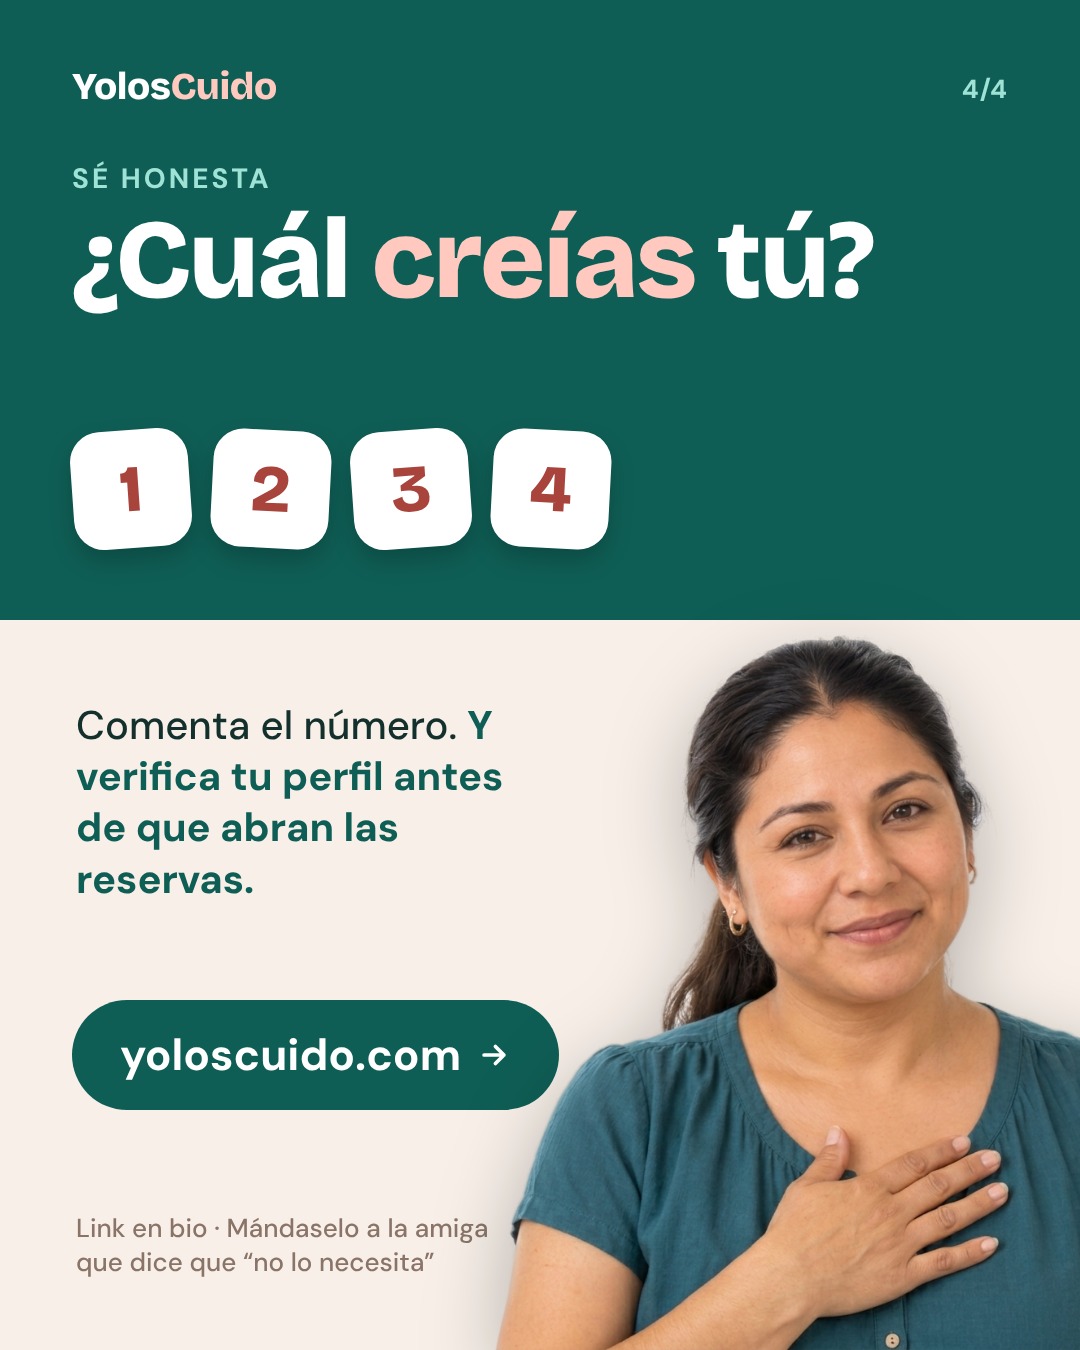 YolosCuido
4/4
SÉ HONESTA
¿Cuál creías tú?
1 2 3 4
Comenta el número. Y
verifica tu perfil antes
de que abran las
reservas.
yoloscuido.com →
Link en bio · Mándaselo a la amiga
que dice que “no lo necesita”